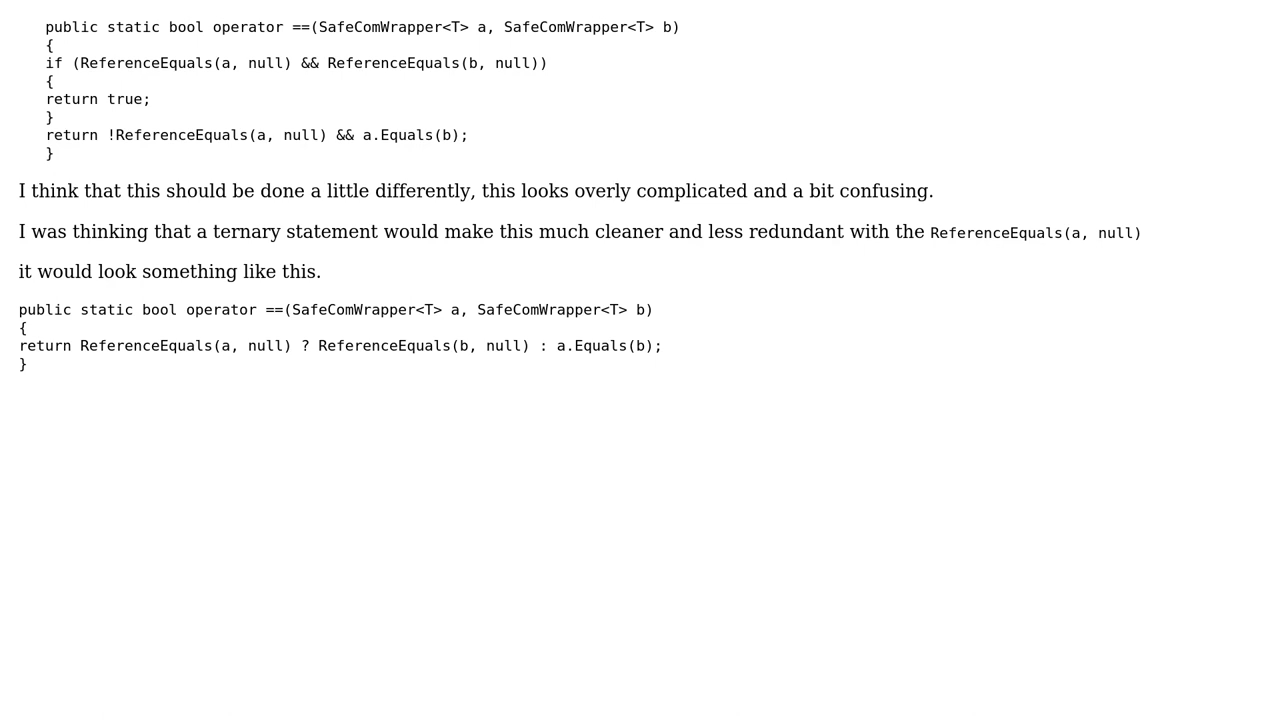 public static bool operator ==(SafeComWrapper<T> a, SafeComWrapper<T> b)
{
if (ReferenceEquals(a, null) && ReferenceEquals(b, null))
{
return true;
}
return !ReferenceEquals(a, null) && a.Equals(b);
}
I think that this should be done a little differently, this looks overly complicated and a bit confusing.
I was thinking that a ternary statement would make this much cleaner and less redundant with the ReferenceEquals(a, null)
it would look something like this.
public static bool operator ==(SafeComWrapper<T> a, SafeComWrapper<T> b)
{
return ReferenceEquals(a, null) ? ReferenceEquals(b, null) : a.Equals(b);
}